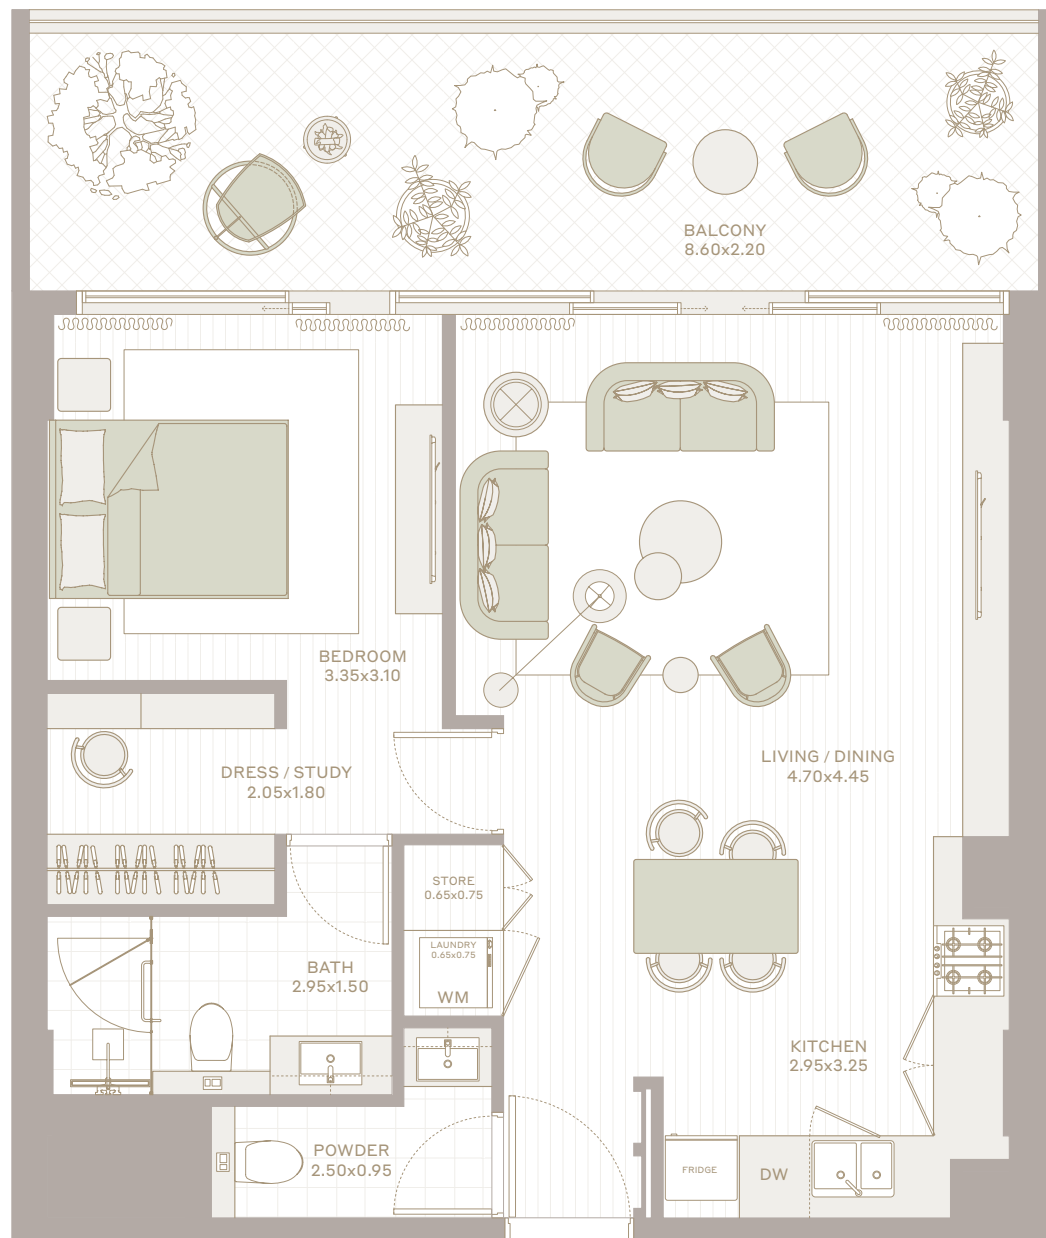 BALCONY
8.60x2.20
BEDROOM
3.35x3.10
LIVING / DINING
4.70x4.45
DRESS / STUDY
2.05x1.80
STORE
0.65x0.75
LAUNDRY
0.65x0.75
WM
BATH
2.95x1.50
KITCHEN
2.95x3.25
POWDER
2.50x0.95
FRIDGE
DW